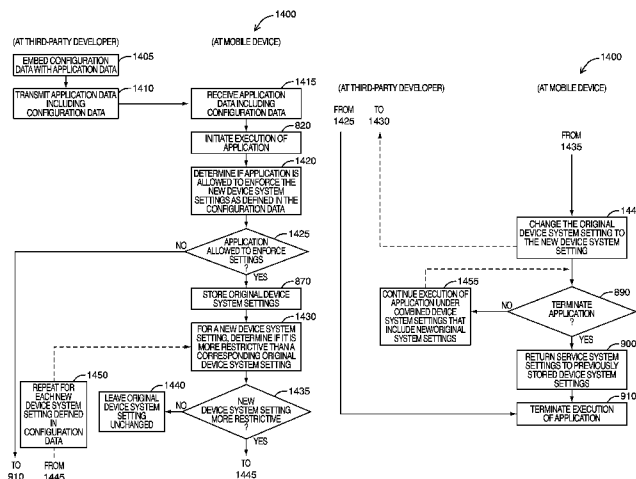 1400
(AT THIRD-PARTY DEVELOPER)
(AT MOBILE DEVICE)
EMBED CONFIGURATION
DATA WITH APPLICATION DATA
1405
TRANSMIT APPLICATION DATA
INCLUDING
CONFIGURATION DATA
1410
RECEIVE APPLICATION
DATA INCLUDING
CONFIGURATION DATA
1415
INITIATE EXECUTION OF
APPLICATION
820
DETERMINE IF APPLICATION IS
ALLOWED TO ENFORCE THE
NEW DEVICE SYSTEM
SETTINGS AS DEFINED IN THE
CONFIGURATION DATA
1420
APPLICATION
ALLOWED TO ENFORCE
SETTINGS
?
1425
NO
YES
STORE ORIGINAL DEVICE
SYSTEM SETTINGS
870
FOR A NEW DEVICE SYSTEM
SETTING, DETERMINE IF IT IS
MORE RESTRICTIVE THAN A
CORRESPONDING ORIGINAL
DEVICE SYSTEM SETTING
1430
NEW
DEVICE SYSTEM SETTING
MORE RESTRICTIVE
?
1435
NO
YES
LEAVE ORIGINAL
DEVICE SYSTEM
SETTING
UNCHANGED
1440
REPEAT FOR
EACH NEW
DEVICE SYSTEM
SETTING DEFINED
IN
CONFIGURATION
DATA
1450
TO
910
FROM
1445
TO
1445
1400
(AT THIRD-PARTY DEVELOPER)
(AT MOBILE DEVICE)
FROM
1425
TO
1430
FROM
1435
CHANGE THE ORIGINAL
DEVICE SYSTEM SETTING TO
THE NEW DEVICE SYSTEM
SETTING
144
TERMINATE
APPLICATION
?
890
NO
YES
CONTINUE EXECUTION OF
APPLICATION UNDER
COMBINED DEVICE
SYSTEM SETTINGS THAT
INCLUDE NEW/ORIGINAL
SYSTEM SETTINGS
1455
RETURN SERVICE SYSTEM
SETTINGS TO PREVIOUSLY
STORED DEVICE SYSTEM
SETTINGS
900
TERMINATE EXECUTION
OF APPLICATION
910